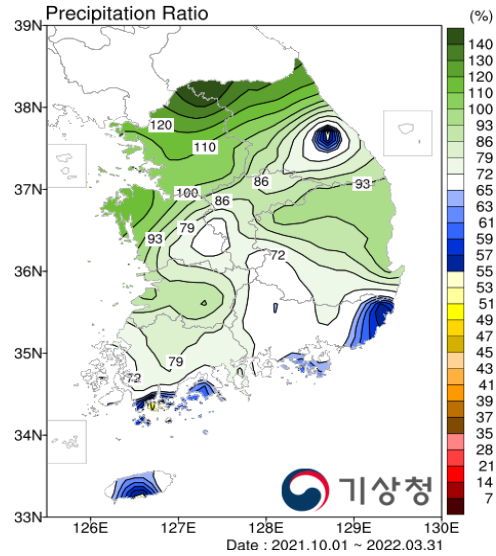 Precipitation Ratio
(%)
39N
38N
37N
36N
35N
34N
33N
126E
127E
128E
129E
130E
140
130
120
110
100
93
86
79
72
65
63
61
59
57
55
53
51
49
47
45
43
41
39
37
35
28
21
14
7
120
110
100
93
86
79
86
93
72
79
72
기상청
Date : 2021.10.01 ~ 2022.03.31